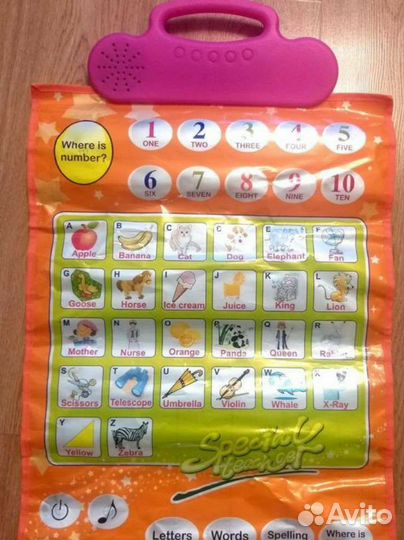 Where is number?
1 2 3 4 5
ONE TWO THREE FOUR FIVE
6 7 8 9 10
SIX SEVEN EIGHT NINE TEN
A B C D E F
Apple Banana Cat Dog Elephant Fan
G H I J K L
Goose Horse Ice cream Juice King Lion
M N O P Q R
Mother Nurse Orange Panda Queen
S T U V W X
Scissors Telescope Umbrella Violin Whale X-Ray
Y Z
Yellow Zebra
Letters Words Spelling Where is
Avito